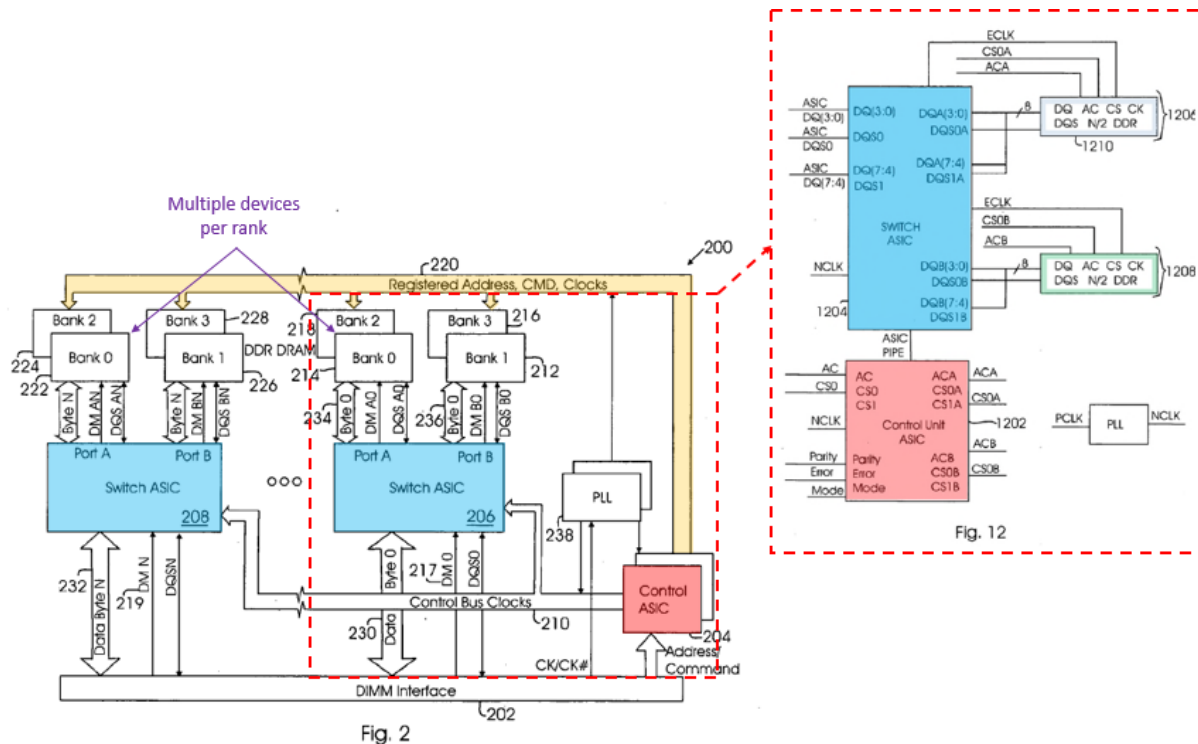 Multiple devices
per rank
200
220
Registered Address, CMD, Clocks
Bank 2
228
Bank 3
218
Bank 2
216
Bank 3
224
Bank 0
222
Bank 1
226
DDR DRAM
Bank 0
214
Bank 1
212
Byte N
DM AN
DQS AN
Byte N
DM BN
DQS BN
234
Byte 0
DM A0
DQS A0
236
Byte 0
DM B0
DQS B0
Port A
Port B
Switch ASIC
208
Port A
Port B
Switch ASIC
206
PLL
238
Control
ASIC
204
232
Data Byte N
DM N
219
DQSN
230
Data Byte 0
217
DM 0
DQS0
Control Bus Clocks
210
CK/CK#
Address/
Command
DIMM Interface
202
Fig. 2
ECLK
CS0A
ACA
ASIC
DQ(3:0)
ASIC
DQS0
ASIC
DQ(7:4)
DQ(3:0)
DQS0
DQ(7:4)
DQS1
DQA(3:0)
DQS0A
DQA(7:4)
DQS1A
8
DQ AC CS CK
DQS N/2 DDR
1206
1210
SWITCH
ASIC
ECLK
CS0B
ACB
NCLK
1204
DQB(3:0)
DQS0B
DQB(7:4)
DQS1B
8
DQ AC CS CK
DQS N/2 DDR
1208
ASIC
PIPE
AC
CS0
NCLK
Parity
Error
Mode
AC
CS0
CS1
ACA
CS0A
CS1A
Control Unit
ASIC
Parity
Error
Mode
ACB
CS0B
CS1B
ACA
CS0A
1202
ACB
CS0B
PCLK
PLL
NCLK
Fig. 12